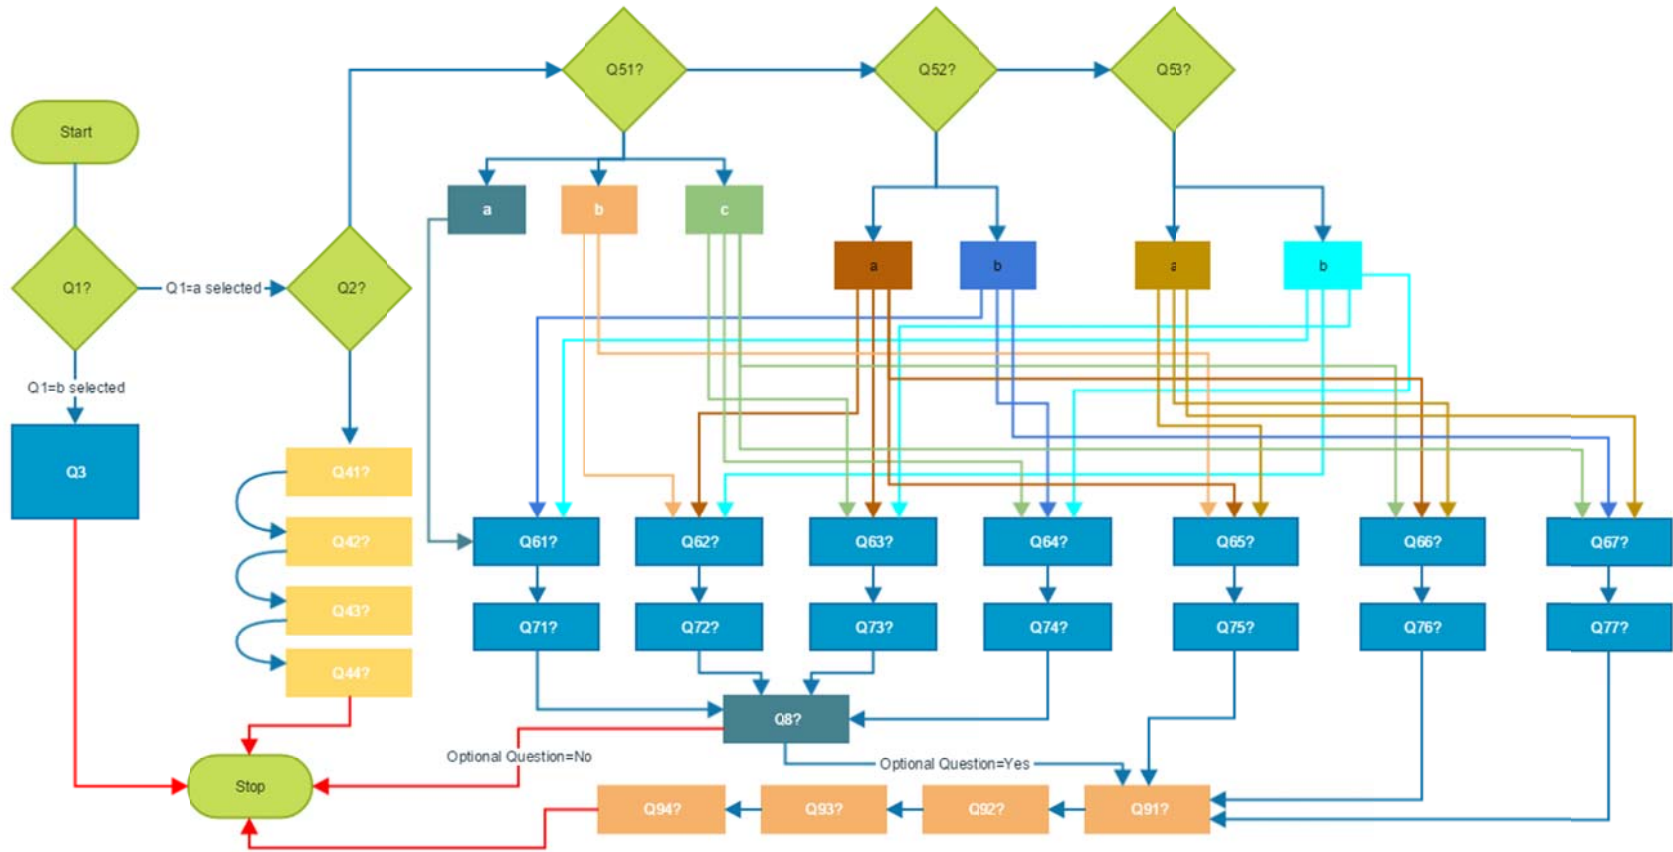 Q51?
Q52?
Q53?
Start
a
b
c
a
b
a
b
Q1?
Q1=a selected
Q2?
Q1=b selected
Q3
Q41?
Q42?
Q43?
Q44?
Q61?
Q62?
Q63?
Q64?
Q65?
Q66?
Q67?
Q71?
Q72?
Q73?
Q74?
Q75?
Q76?
Q77?
Q8?
Optional Question=No
Optional Question=Yes
Stop
Q94?
Q93?
Q92?
Q91?